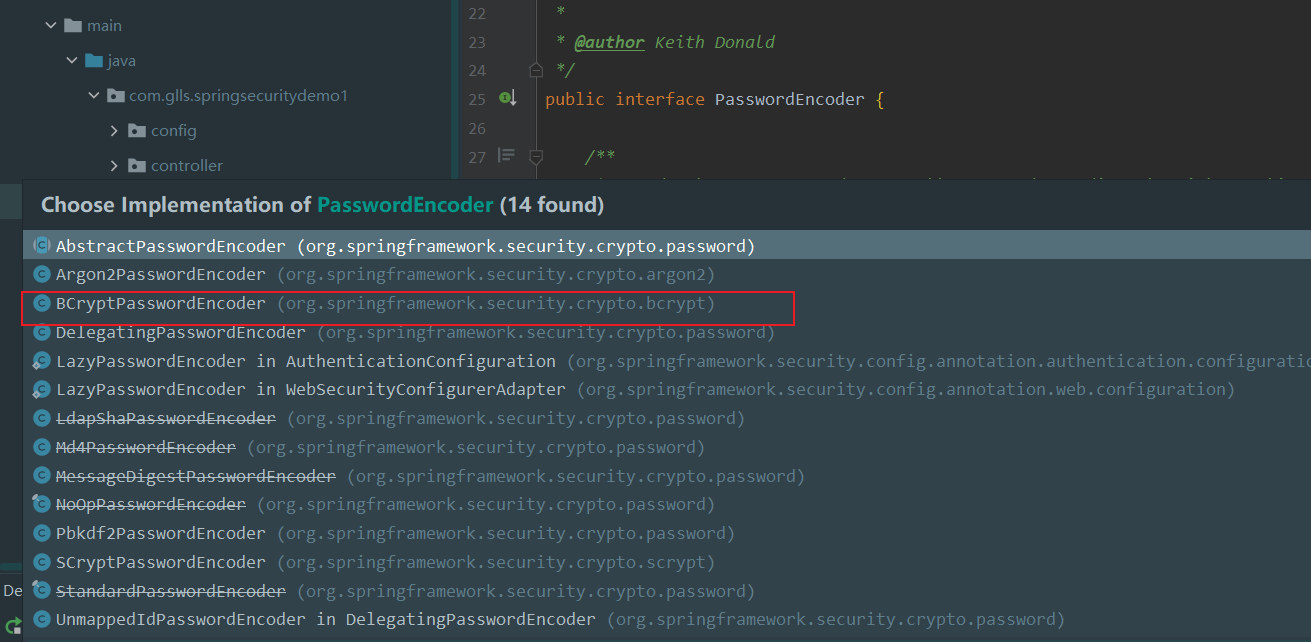 main
java
com.glls.springsecuritydemo1
config
controller
22 *
23 * @author Keith Donald
24 */
25 public interface PasswordEncoder {
26
27 /**
Choose Implementation of PasswordEncoder (14 found)
AbstractPasswordEncoder (org.springframework.security.crypto.password)
Argon2PasswordEncoder (org.springframework.security.crypto.argon2)
BCryptPasswordEncoder (org.springframework.security.crypto.bcrypt)
DelegatingPasswordEncoder (org.springframework.security.crypto.password)
LazyPasswordEncoder in AuthenticationConfiguration (org.springframework.security.config.annotation.authentication.configuratio
LazyPasswordEncoder in WebSecurityConfigurerAdapter (org.springframework.security.config.annotation.web.configuration)
LdapShaPasswordEncoder (org.springframework.security.crypto.password)
Md4PasswordEncoder (org.springframework.security.crypto.password)
MessageDigestPasswordEncoder (org.springframework.security.crypto.password)
NoOpPasswordEncoder (org.springframework.security.crypto.password)
Pbkdf2PasswordEncoder (org.springframework.security.crypto.password)
SCryptPasswordEncoder (org.springframework.security.crypto.scrypt)
De
StandardPasswordEncoder (org.springframework.security.crypto.password)
UnmappedIdPasswordEncoder in DelegatingPasswordEncoder (org.springframework.security.crypto.password)